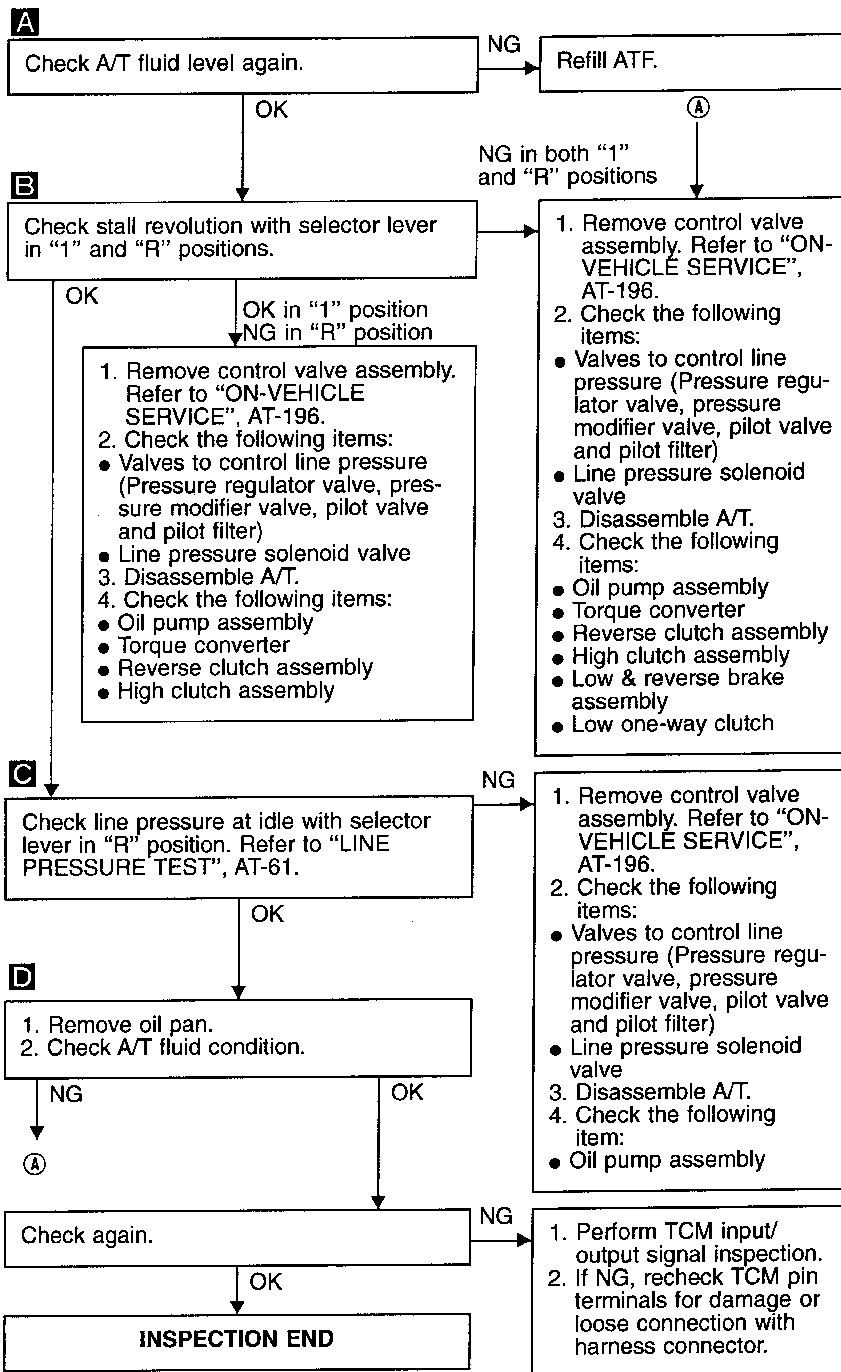 A
Check A/T fluid level again.
NG
Refill ATF.
OK
Ⓐ
NG in both “1”
and “R” positions
B
Check stall revolution with selector lever
in “1” and “R” positions.
OK
OK in “1” position
NG in “R” position
1. Remove control valve assembly.
Refer to “ON-VEHICLE
SERVICE”, AT-196.
2. Check the following items:
● Valves to control line pressure
(Pressure regulator valve, pres-
sure modifier valve, pilot valve
and pilot filter)
● Line pressure solenoid valve
3. Disassemble A/T.
4. Check the following items:
● Oil pump assembly
● Torque converter
● Reverse clutch assembly
● High clutch assembly
1. Remove control valve
assembly. Refer to “ON-
VEHICLE SERVICE”,
AT-196.
2. Check the following
items:
● Valves to control line
pressure (Pressure regu-
lator valve, pressure
modifier valve, pilot valve
and pilot filter)
● Line pressure solenoid
valve
3. Disassemble A/T.
4. Check the following
items:
● Oil pump assembly
● Torque converter
● Reverse clutch assembly
● High clutch assembly
● Low & reverse brake
assembly
● Low one-way clutch
C
Check line pressure at idle with selector
lever in “R” position. Refer to “LINE
PRESSURE TEST”, AT-61.
NG
1. Remove control valve
assembly. Refer to “ON-
VEHICLE SERVICE”,
AT-196.
2. Check the following
items:
● Valves to control line
pressure (Pressure regu-
lator valve, pressure
modifier valve, pilot valve
and pilot filter)
● Line pressure solenoid
valve
3. Disassemble A/T.
4. Check the following
item:
● Oil pump assembly
OK
D
1. Remove oil pan.
2. Check A/T fluid condition.
NG
OK
Ⓐ
Check again.
NG
1. Perform TCM input/
output signal inspection.
2. If NG, recheck TCM pin
terminals for damage or
loose connection with
harness connector.
OK
INSPECTION END